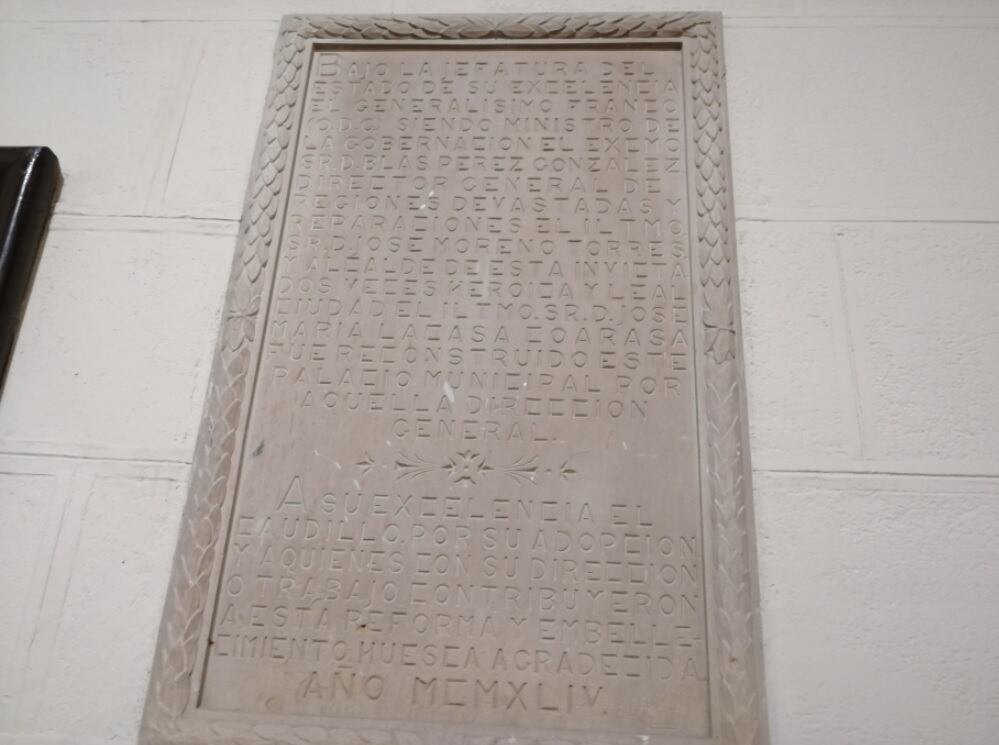 BAJO LA JEFATURA DEL
ESTADO DE SU EXCELENCIA
EL GENERALISIMO FRANCO
(Q.D.G.) SIENDO MINISTRO DE
LA GOBERNACION EL EXCMO
SR.D.BLAS PEREZ GONZALEZ
DIRECTOR GENERAL DE
REGIONES DEVASTADAS Y
REPARACIONES EL ILTMO
SR.D.JOSE MORENO TORRES
Y ALCALDE DE ESTA INVICTA
DOS VECES HEROICA Y LEAL
CIUDAD EL ILTMO.SR.D.JOSE
MARIA LACASA COARASA
FUE RECONSTRUIDO ESTE
PALACIO MUNICIPAL POR
AQUELLA DIRECCION
GENERAL.
A SU EXCELENCIA EL
CAUDILLO, POR SU ADOPCION
Y A QUIENES CON SU DIRECCION
O TRABAJO CONTRIBUYERON
A ESTA REFORMA Y EMBELLE-
CIMIENTO, HUESCA AGRADECIDA.
AÑO MCMXLIV.